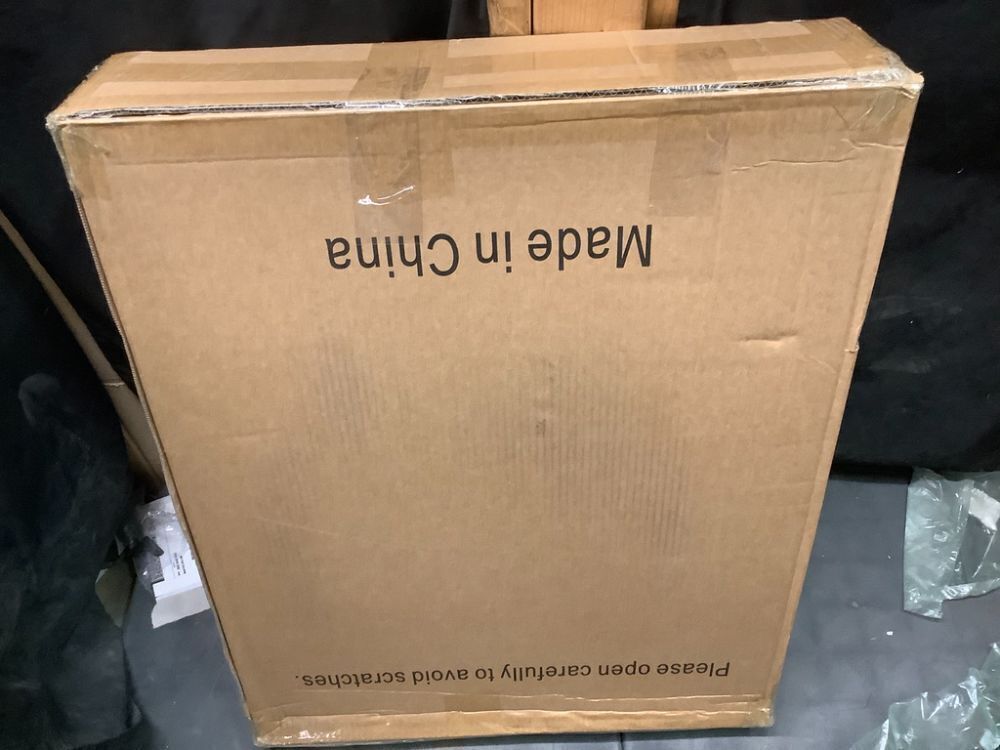 Please open carefully to avoid scratches.
Made in China